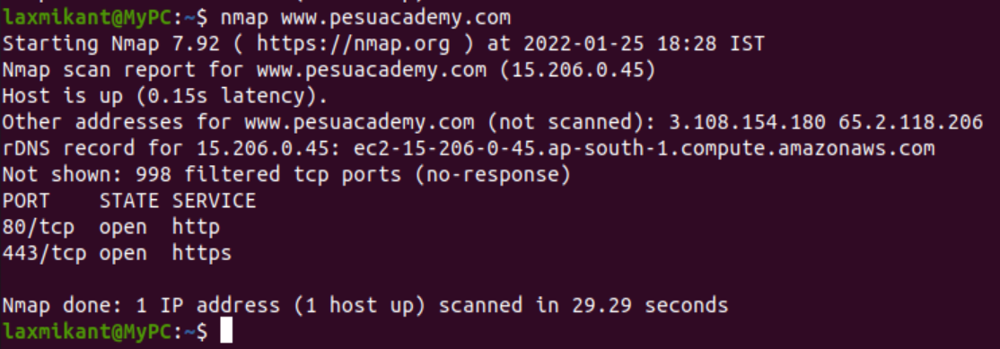 laxmikant@MyPC:~$ nmap www.pesuacademy.com
Starting Nmap 7.92 ( https://nmap.org ) at 2022-01-25 18:28 IST
Nmap scan report for www.pesuacademy.com (15.206.0.45)
Host is up (0.15s latency).
Other addresses for www.pesuacademy.com (not scanned): 3.108.154.180 65.2.118.206
rDNS record for 15.206.0.45: ec2-15-206-0-45.ap-south-1.compute.amazonaws.com
Not shown: 998 filtered tcp ports (no-response)
PORT    STATE SERVICE
80/tcp  open  http
443/tcp open  https

Nmap done: 1 IP address (1 host up) scanned in 29.29 seconds
laxmikant@MyPC:~$